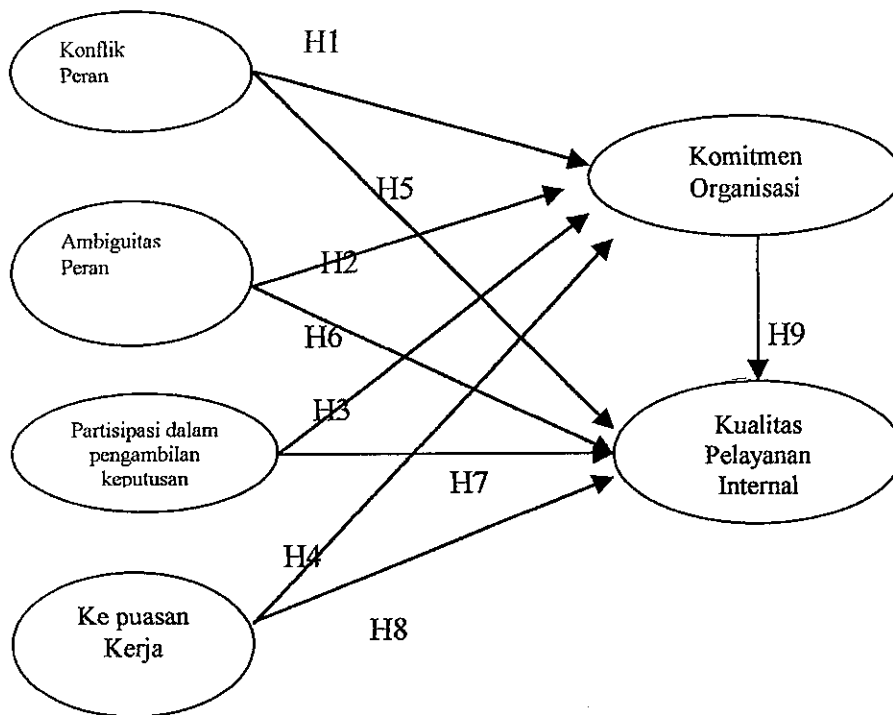 Konflik
Peran
H1
Komitmen
Organisasi
H5
Ambiguitas
Peran
H2
H6
H9
H3
Partisipasi dalam
pengambilan
keputusan
Kualitas
Pelayanan
Internal
H7
H4
Ke puasan
Kerja
H8